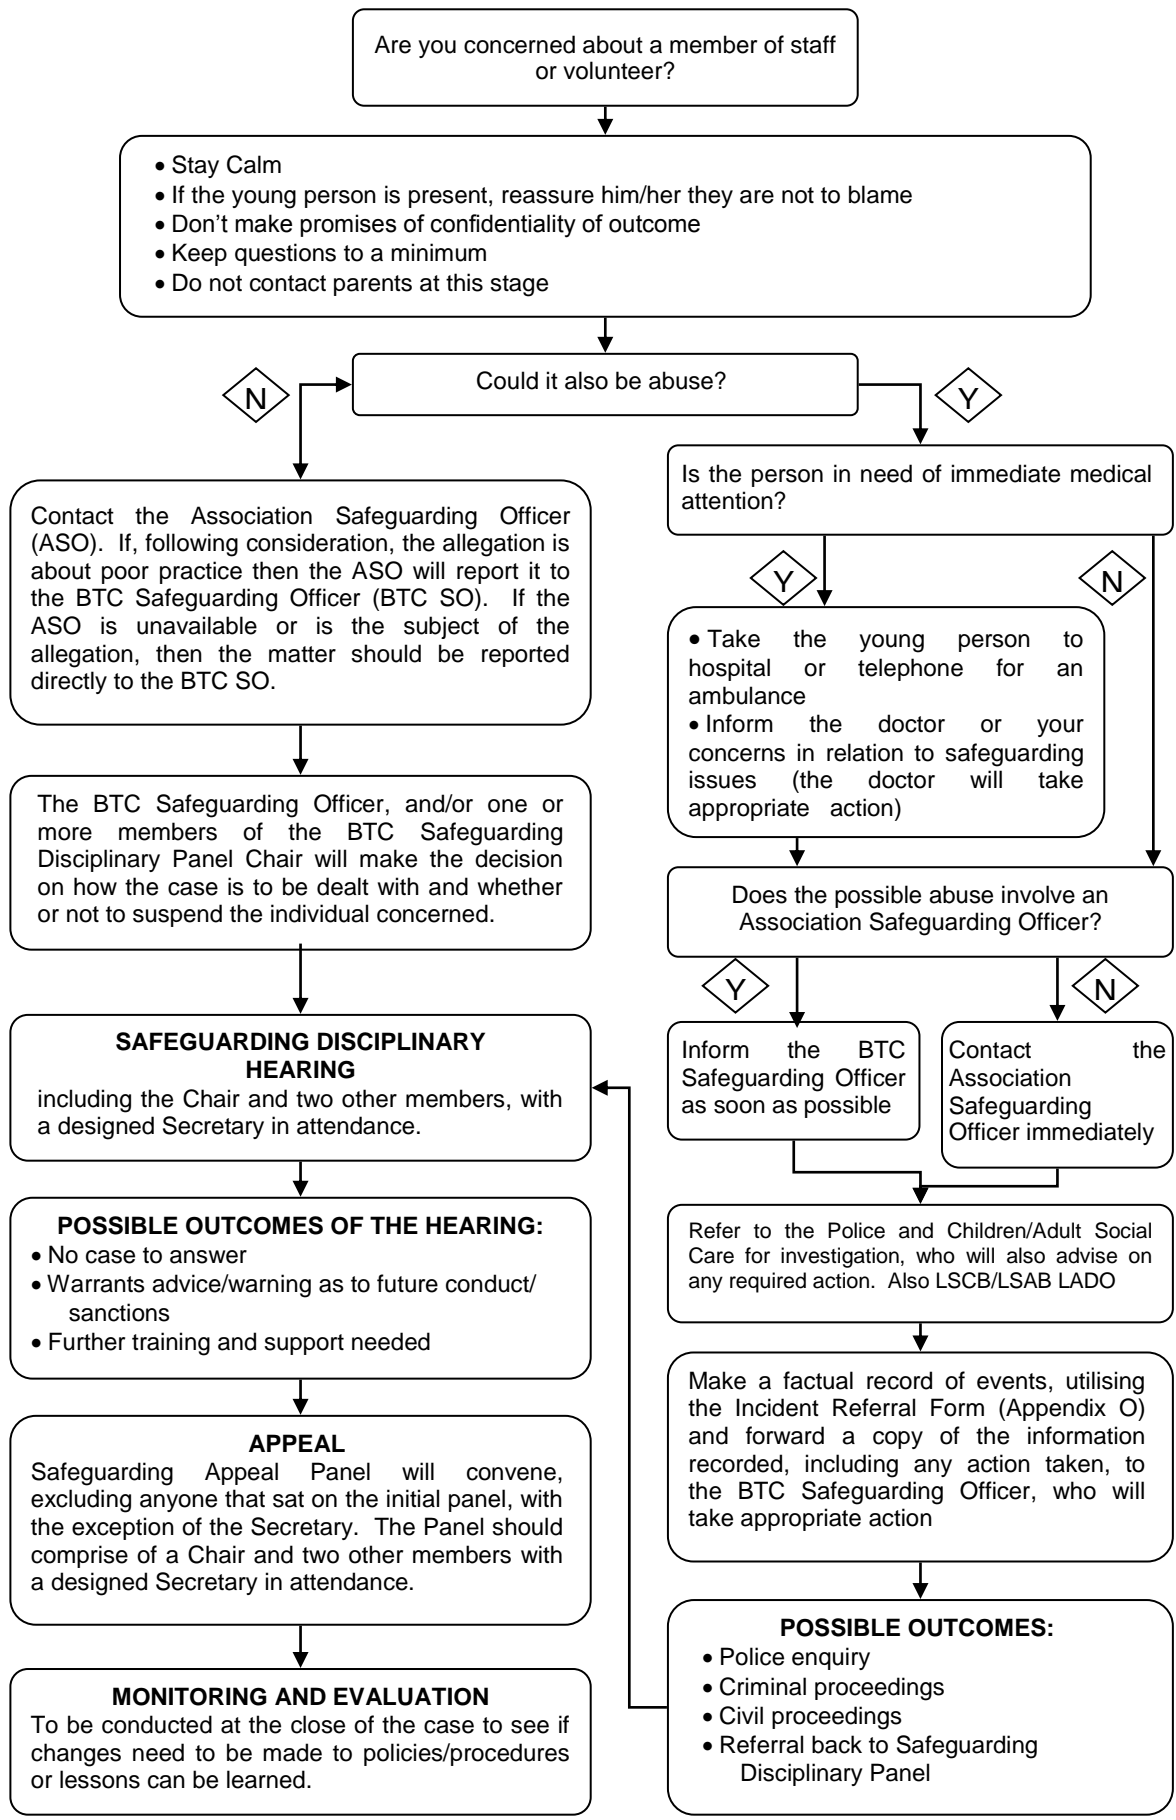 Are you concerned about a member of staff
or volunteer?
• Stay Calm
• If the young person is present, reassure him/her they are not to blame
• Don’t make promises of confidentiality of outcome
• Keep questions to a minimum
• Do not contact parents at this stage
Could it also be abuse?
N
Y
Contact the Association Safeguarding Officer
(ASO). If, following consideration, the allegation is
about poor practice then the ASO will report it to
the BTC Safeguarding Officer (BTC SO). If the
ASO is unavailable or is the subject of the
allegation, then the matter should be reported
directly to the BTC SO.
The BTC Safeguarding Officer, and/or one or
more members of the BTC Safeguarding
Disciplinary Panel Chair will make the decision
on how the case is to be dealt with and whether
or not to suspend the individual concerned.
SAFEGUARDING DISCIPLINARY
HEARING
including the Chair and two other members, with
a designed Secretary in attendance.
POSSIBLE OUTCOMES OF THE HEARING:
• No case to answer
• Warrants advice/warning as to future conduct/
sanctions
• Further training and support needed
APPEAL
Safeguarding Appeal Panel will convene,
excluding anyone that sat on the initial panel, with
the exception of the Secretary. The Panel should
comprise of a Chair and two other members with
a designed Secretary in attendance.
MONITORING AND EVALUATION
To be conducted at the close of the case to see if
changes need to be made to policies/procedures
or lessons can be learned.
Is the person in need of immediate medical
attention?
Y
N
• Take the young person to
hospital or telephone for an
ambulance
• Inform the doctor or your
concerns in relation to safeguarding
issues (the doctor will take
appropriate action)
Does the possible abuse involve an
Association Safeguarding Officer?
Y
N
Inform the BTC
Safeguarding Officer
as soon as possible
Contact the
Association
Safeguarding
Officer immediately
Refer to the Police and Children/Adult Social
Care for investigation, who will also advise on
any required action. Also LSCB/LSAB LADO
Make a factual record of events, utilising
the Incident Referral Form (Appendix O)
and forward a copy of the information
recorded, including any action taken, to
the BTC Safeguarding Officer, who will
take appropriate action
POSSIBLE OUTCOMES:
• Police enquiry
• Criminal proceedings
• Civil proceedings
• Referral back to Safeguarding
Disciplinary Panel